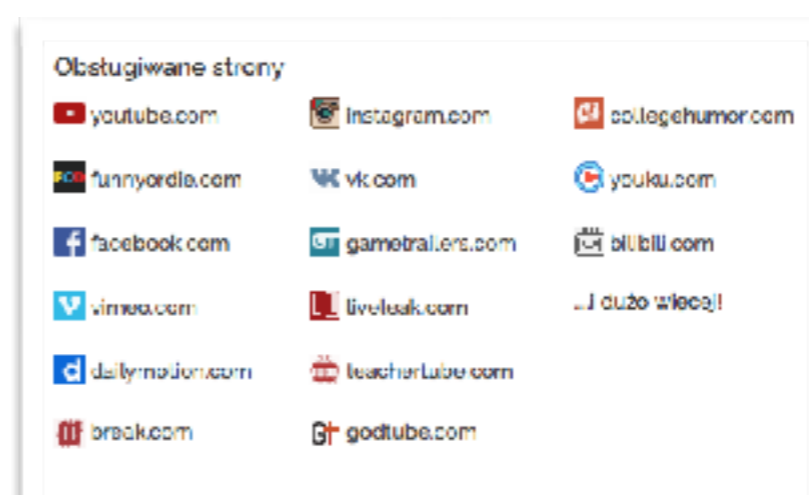 Obsługiwane strony
youtube.com
instagram.com
collegehumor.com
funnyordie.com
vk.com
youku.com
facebook.com
gametrailers.com
bilibili.com
vimeo.com
liveleak.com
...i dużo więcej!
dailymotion.com
teachertube.com
break.com
godtube.com